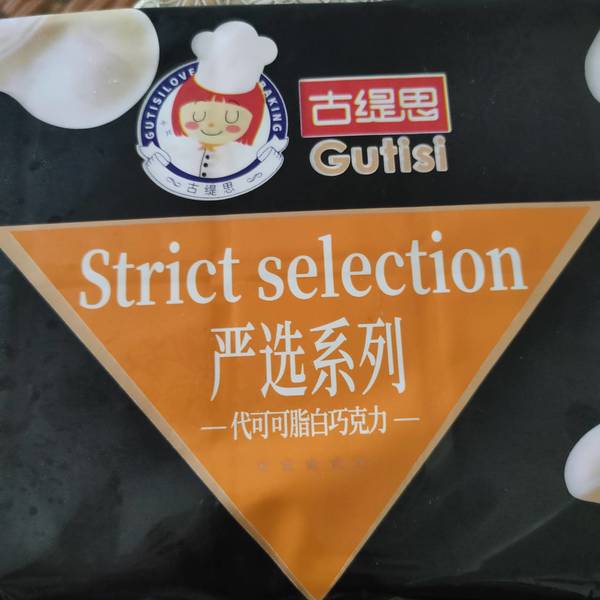 GUTISILOVE BAKING
古缇思
古缇思
Gutisi
Strict selection
严选系列
—代可可脂白巧克力—